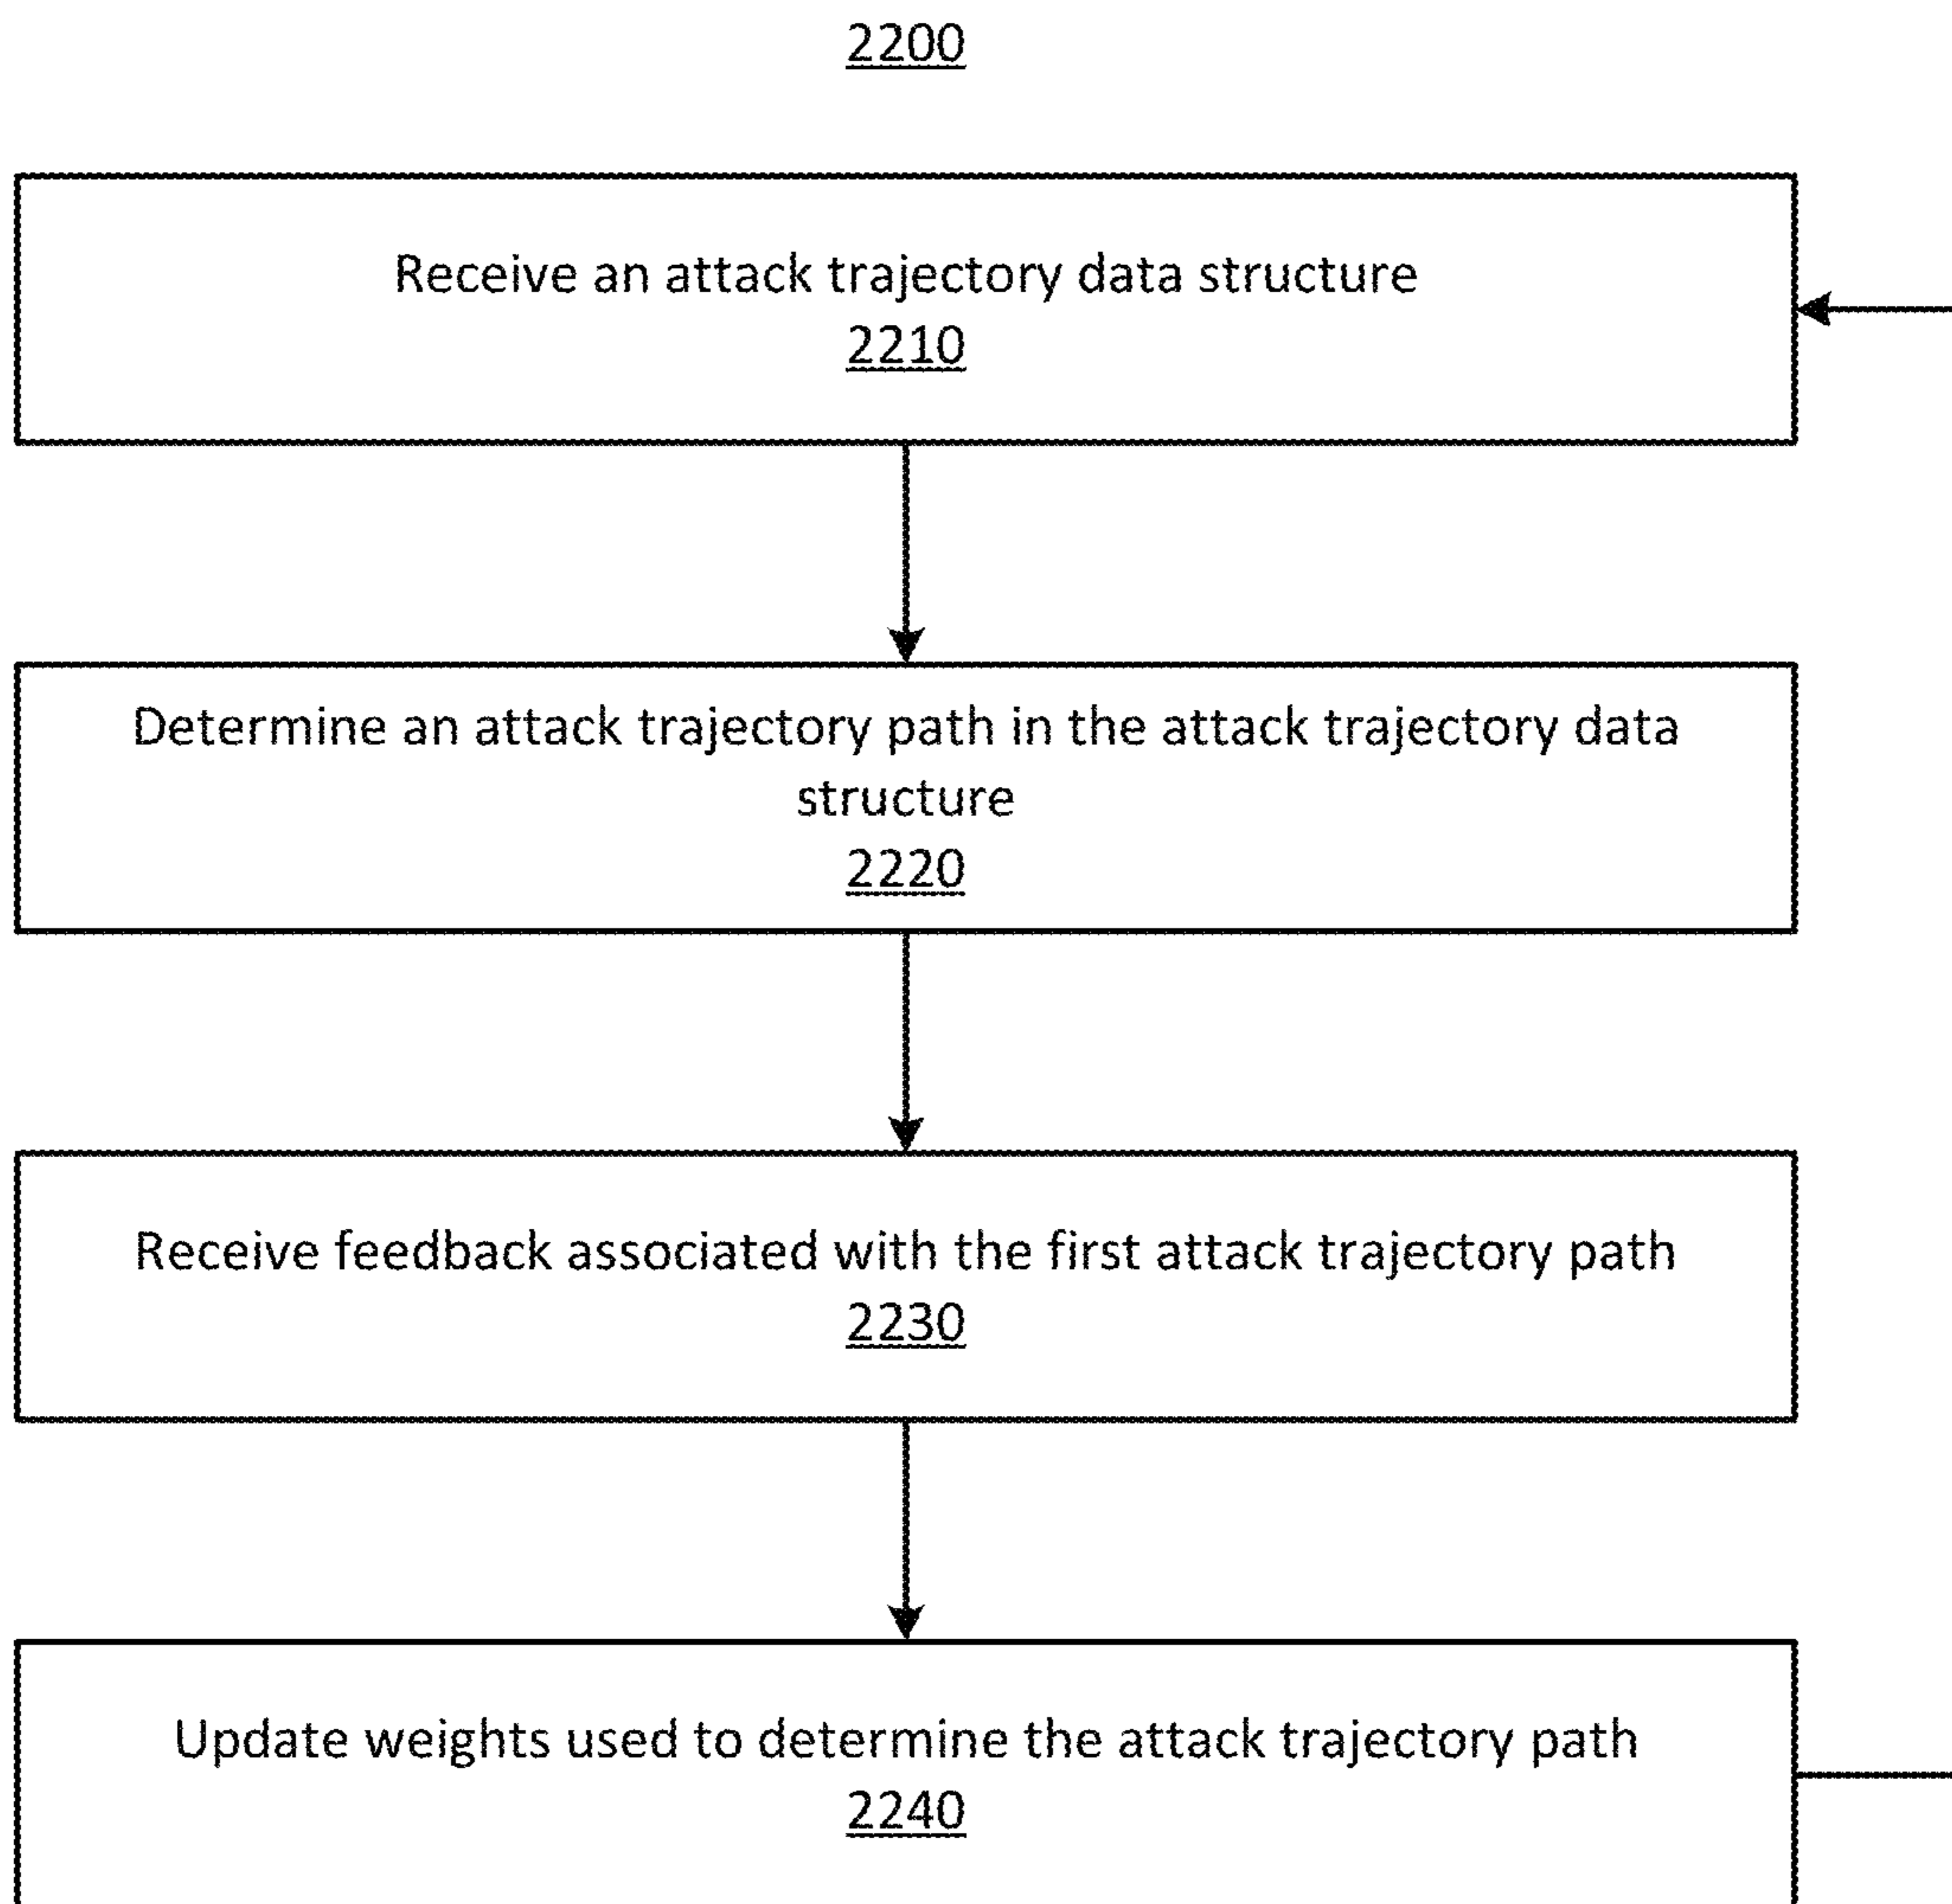 2200
Receive an attack trajectory data structure
2210
Determine an attack trajectory path in the attack trajectory data
structure
2220
Receive feedback associated with the first attack trajectory path
2230
Update weights used to determine the attack trajectory path
2240